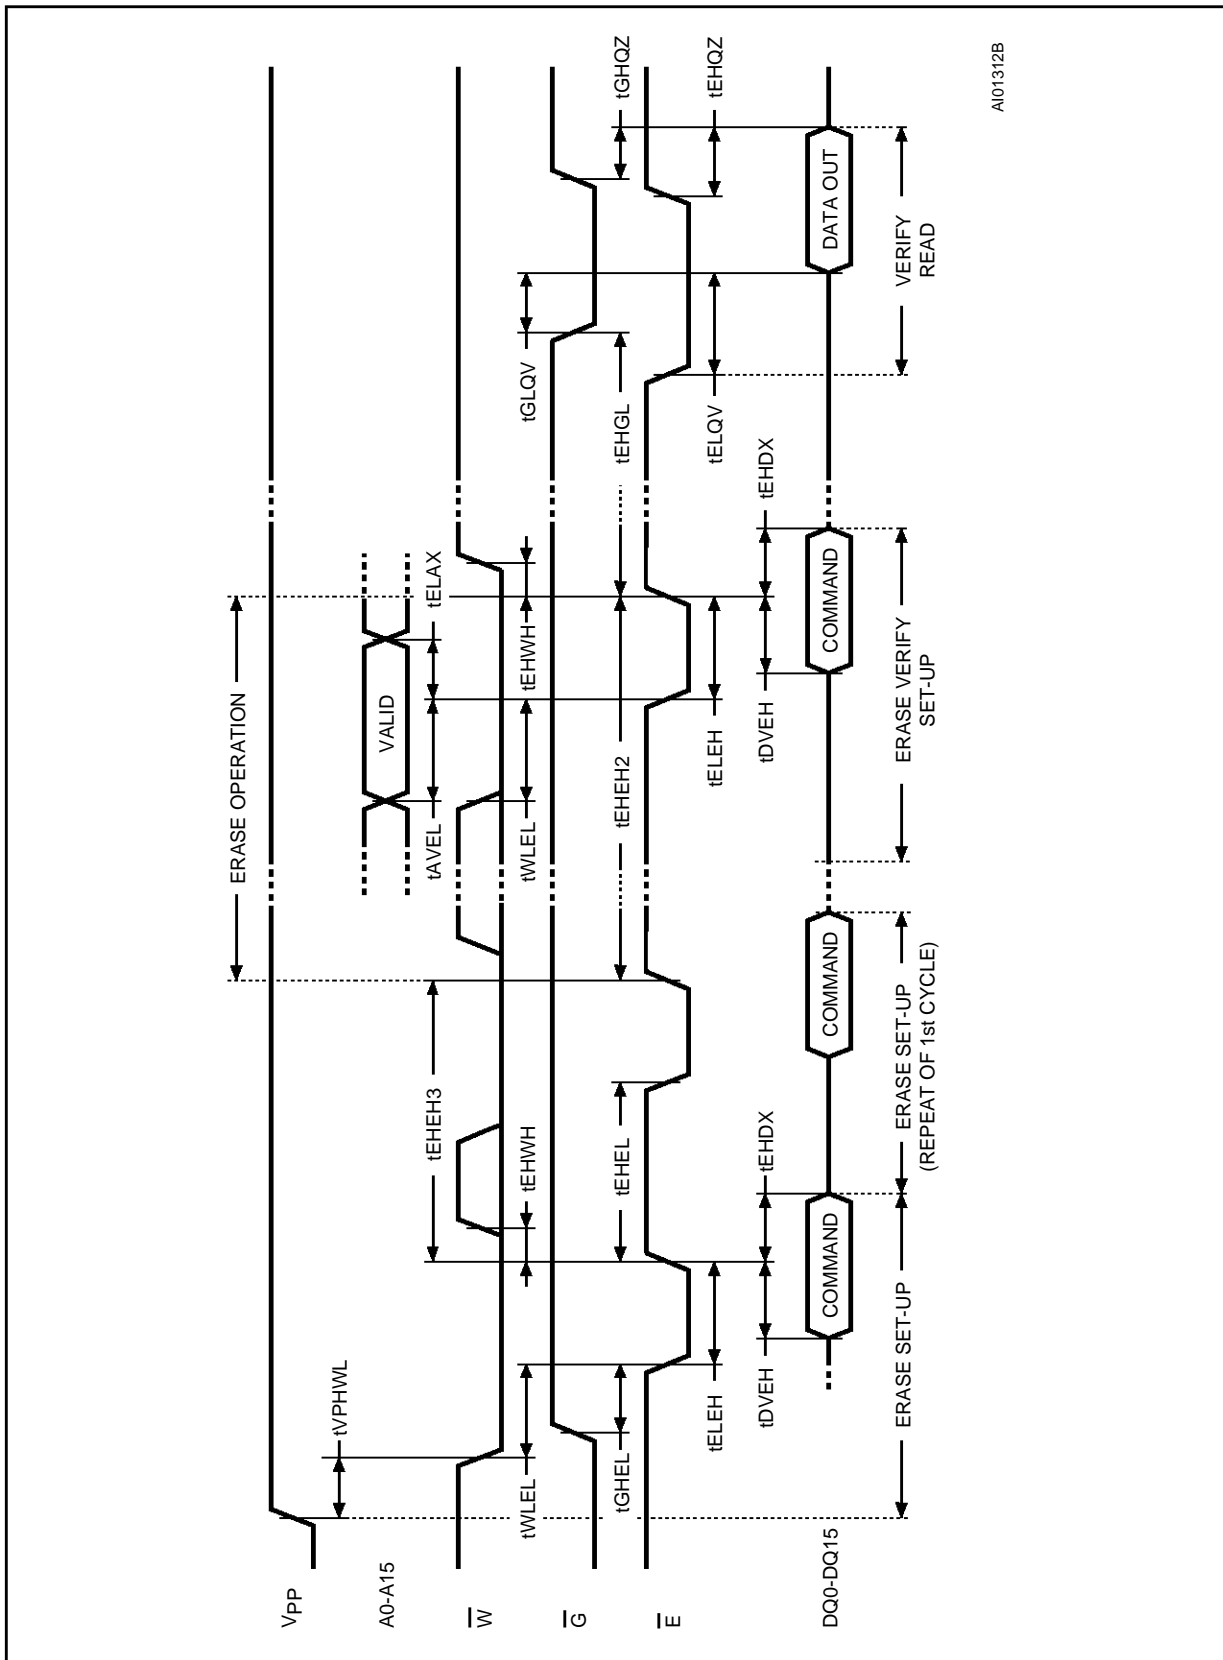 VPP
A0-A15
W
G
E
DQ0-DQ15
tVPHWL
ERASE OPERATION
VALID
tAVEL
tELAX
tEHEH3
tWLEL
tEHWH
tWLEL
tEHWH
tGLQV
tGHEL
tEHEL
tEHEH2
tEHGL
tGHQZ
tELEH
tELEH
tELQV
tEHQZ
tDVEH
tEHDX
tDVEH
tEHDX
COMMAND
COMMAND
COMMAND
DATA OUT
ERASE SET-UP
ERASE SET-UP
(REPEAT OF 1st CYCLE)
ERASE VERIFY
SET-UP
VERIFY
READ
AI01312B